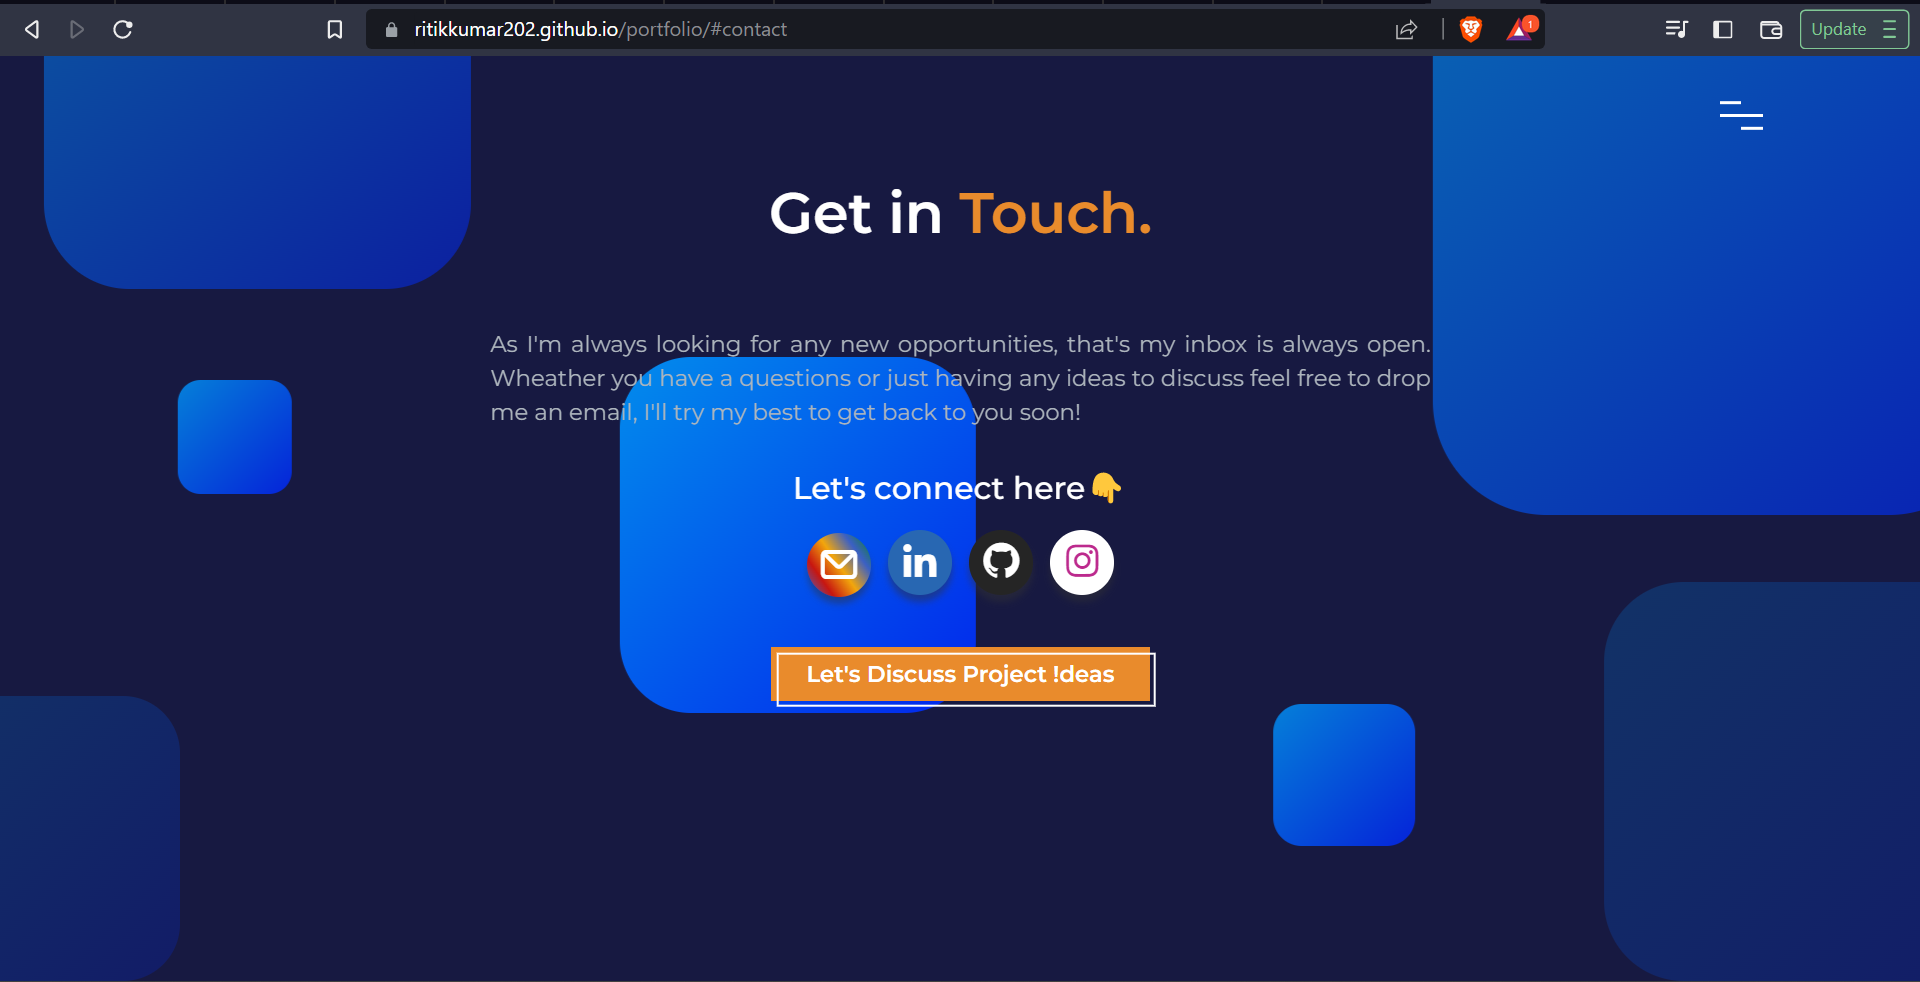 ritikkumar202.github.io/portfolio/#contact
1
Update
Get in Touch.
As I'm always looking for any new opportunities, that's my inbox is always open.
Wheather you have a questions or just having any ideas to discuss feel free to drop
me an email, I'll try my best to get back to you soon!
Let's connect here👇
in
Let's Discuss Project !deas